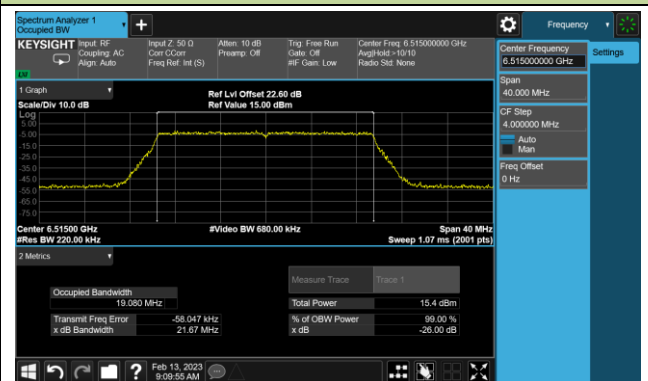 Spectrum Analyzer 1
Occupied BW
Frequency
KEYSIGHT
Input: RF
Coupling: AC
Align: Auto
Input Z: 50 Ω
Corr CCorr
Freq Ref: Int (S)
Atten: 10 dB
Preamp: Off
Trig: Free Run
Gate: Off
#IF Gain: Low
Center Freq: 6.515000000 GHz
Avg|Hold:>10/10
Radio Std: None
Center Frequency
6.515000000 GHz
Settings
Span
40.000 MHz
CF Step
4.000000 MHz
Auto
Man
Freq Offset
0 Hz
1 Graph
Scale/Div 10.0 dB
Ref Lvl Offset 22.60 dB
Ref Value 15.00 dBm
Log
5.00
-5.00
-15.0
-25.0
-35.0
-45.0
-55.0
-65.0
-75.0
Center 6.51500 GHz
#Video BW 680.00 kHz
Span 40 MHz
#Res BW 220.00 kHz
Sweep 1.07 ms (2001 pts)
2 Metrics
Measure Trace
Trace 1
Occupied Bandwidth
19.080 MHz
Total Power
15.4 dBm
Transmit Freq Error
-58.047 kHz
% of OBW Power
99.00 %
x dB Bandwidth
21.67 MHz
x dB
-26.00 dB
Feb 13, 2023
9:09:55 AM